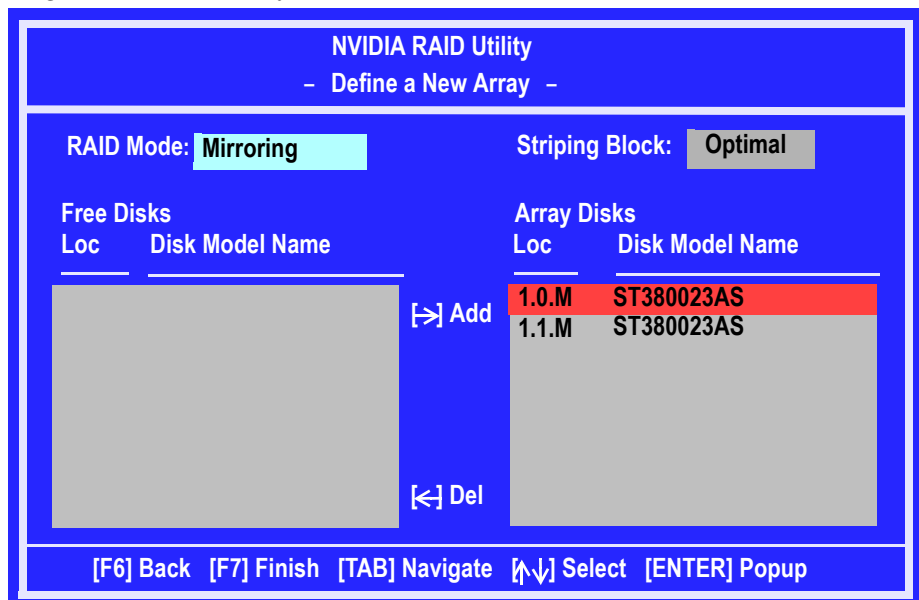 NVIDIA RAID Utility
– Define a New Array –
RAID Mode: Mirroring
Striping Block: Optimal
Free Disks
Loc Disk Model Name
Array Disks
Loc Disk Model Name
[→] Add
[←] Del
1.0.M ST380023AS
1.1.M ST380023AS
[F6] Back [F7] Finish [TAB] Navigate [↑↓] Select [ENTER] Popup